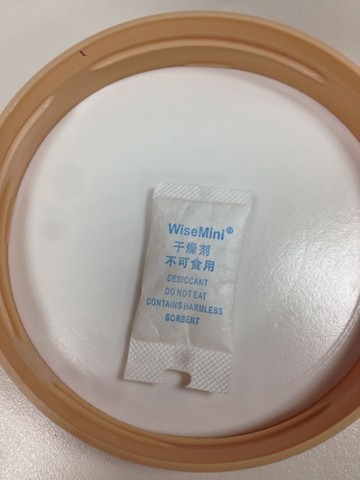 WiseMini®
干燥剂
不可食用
DESICCANT
DO NOT EAT
CONTAINS HARMLESS
SORBENT